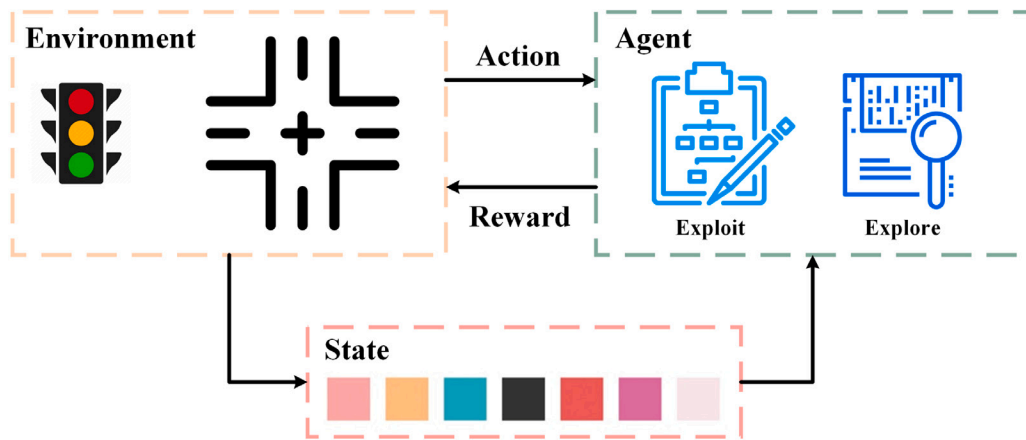 Environment
Action
Agent
Reward
Exploit
Explore
State